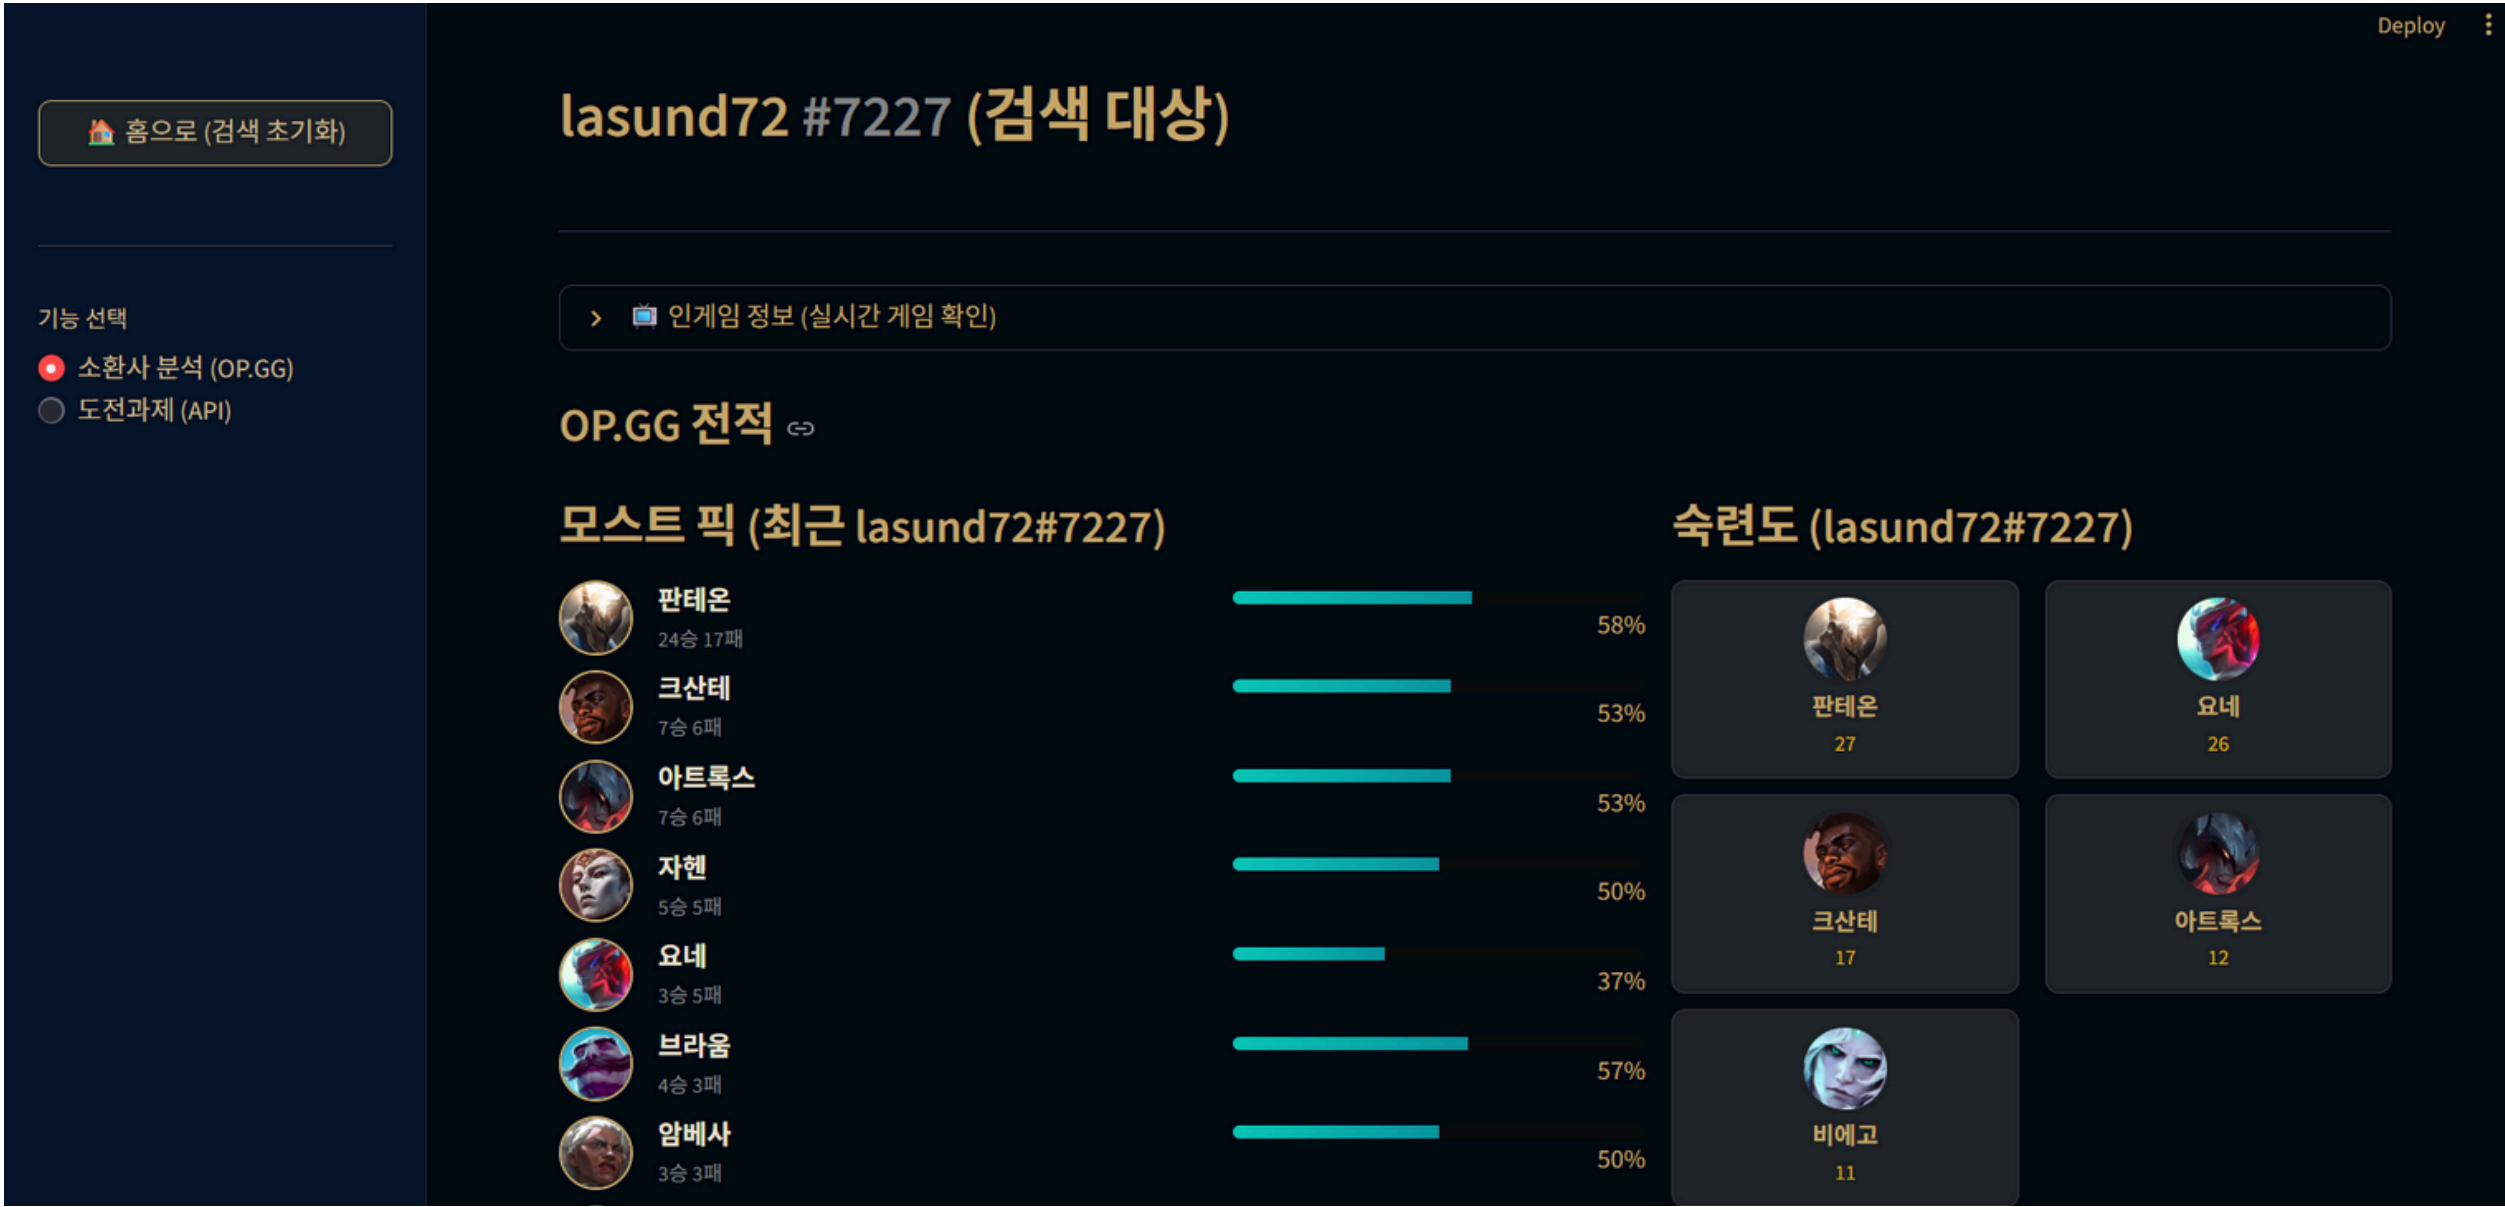 Deploy
🏠 홈으로 (검색 초기화)
기능 선택
소환사 분석 (OP.GG)
도전과제 (API)
lasund72 #7227 (검색 대상)
📺 인게임 정보 (실시간 게임 확인)
OP.GG 전적
모스트 픽 (최근 lasund72#7227)
판테온
24승 17패
58%
크산테
7승 6패
53%
아트록스
7승 6패
53%
자헨
5승 5패
50%
요네
3승 5패
37%
브라움
4승 3패
57%
암베사
3승 3패
50%
숙련도 (lasund72#7227)
판테온
27
요네
26
크산테
17
아트록스
12
비에고
11